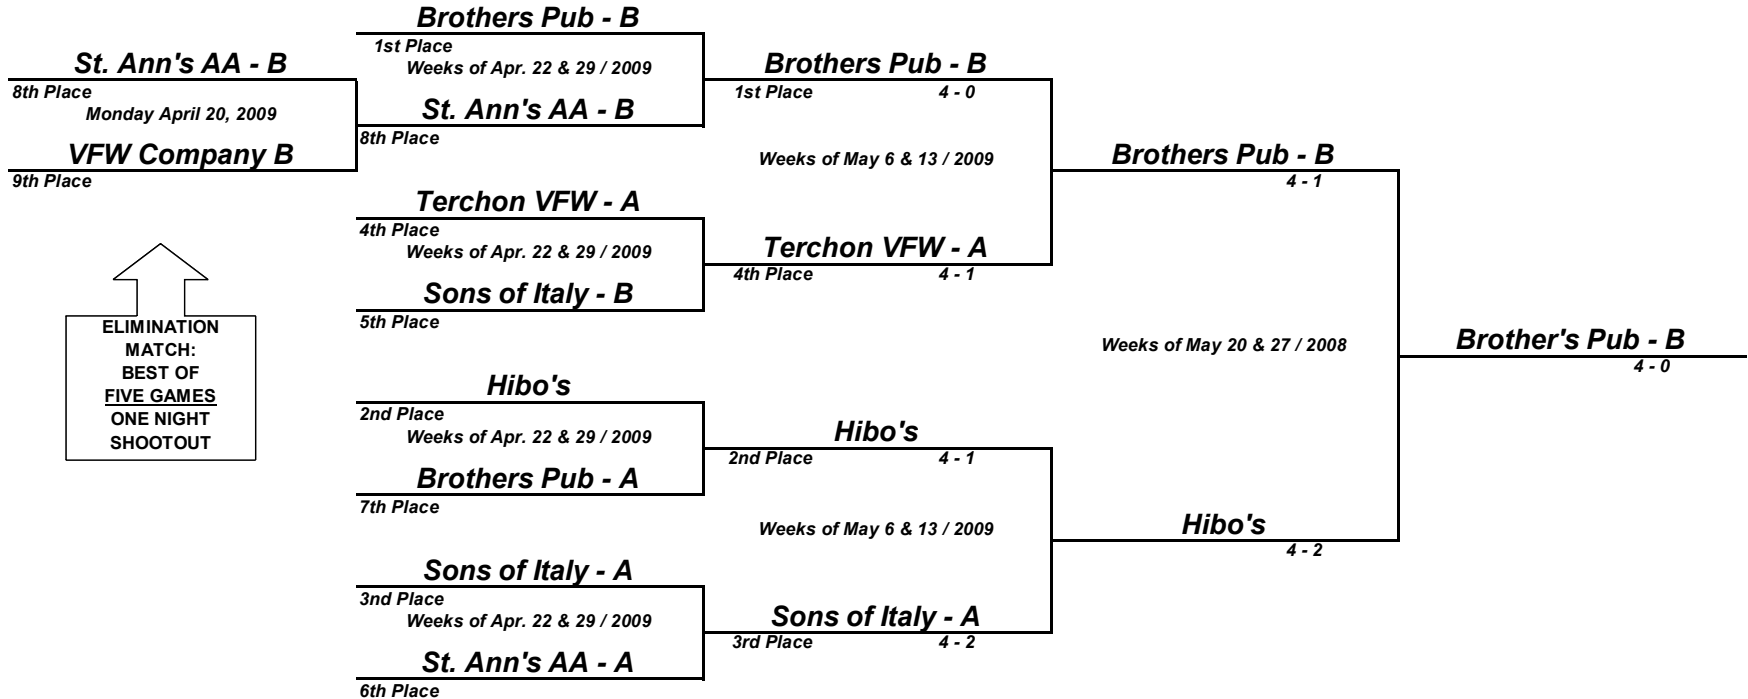 St. Ann's AA - B
8th Place
Monday April 20, 2009
VFW Company B
9th Place
ELIMINATION
MATCH:
BEST OF
FIVE GAMES
ONE NIGHT
SHOOTOUT
Brothers Pub - B
1st Place
Weeks of Apr. 22 & 29 / 2009
St. Ann's AA - B
8th Place
Terchon VFW - A
4th Place
Weeks of Apr. 22 & 29 / 2009
Sons of Italy - B
5th Place
Hibo's
2nd Place
Weeks of Apr. 22 & 29 / 2009
Brothers Pub - A
7th Place
Sons of Italy - A
3nd Place
Weeks of Apr. 22 & 29 / 2009
St. Ann's AA - A
6th Place
Brothers Pub - B
1st Place 4 - 0
Weeks of May 6 & 13 / 2009
Terchon VFW - A
4th Place 4 - 1
Hibo's
2nd Place 4 - 1
Weeks of May 6 & 13 / 2009
Sons of Italy - A
3rd Place 4 - 2
Brothers Pub - B
4 - 1
Weeks of May 20 & 27 / 2008
Hibo's
4 - 2
Brother's Pub - B
4 - 0